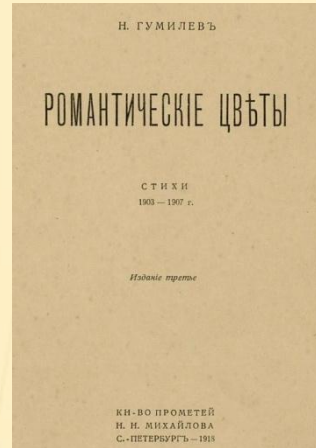 Н. ГУМИЛЕВЪ
РОМАНТИЧЕСКІЕ ЦВѢТЫ
СТИХИ
1903 — 1907 г.
Изданіе третье
КН-ВО ПРОМЕТЕЙ
Н. Н. МИХАЙЛОВА
С.-ПЕТЕРБУРГЪ — 1918